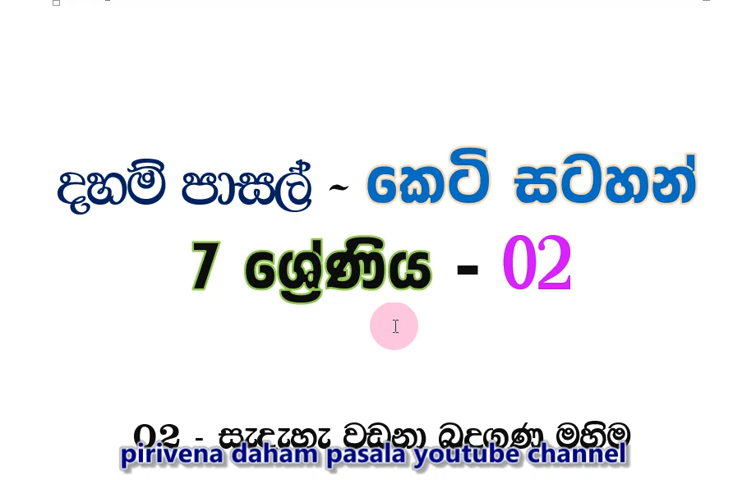 දහම් පාසල් ~ කෙටි සටහන්
7 ශ්‍රේණිය - 02
02 - සැදැහැ වඩනා බුදුගුණ මහිම
pirivena daham pasala youtube channel